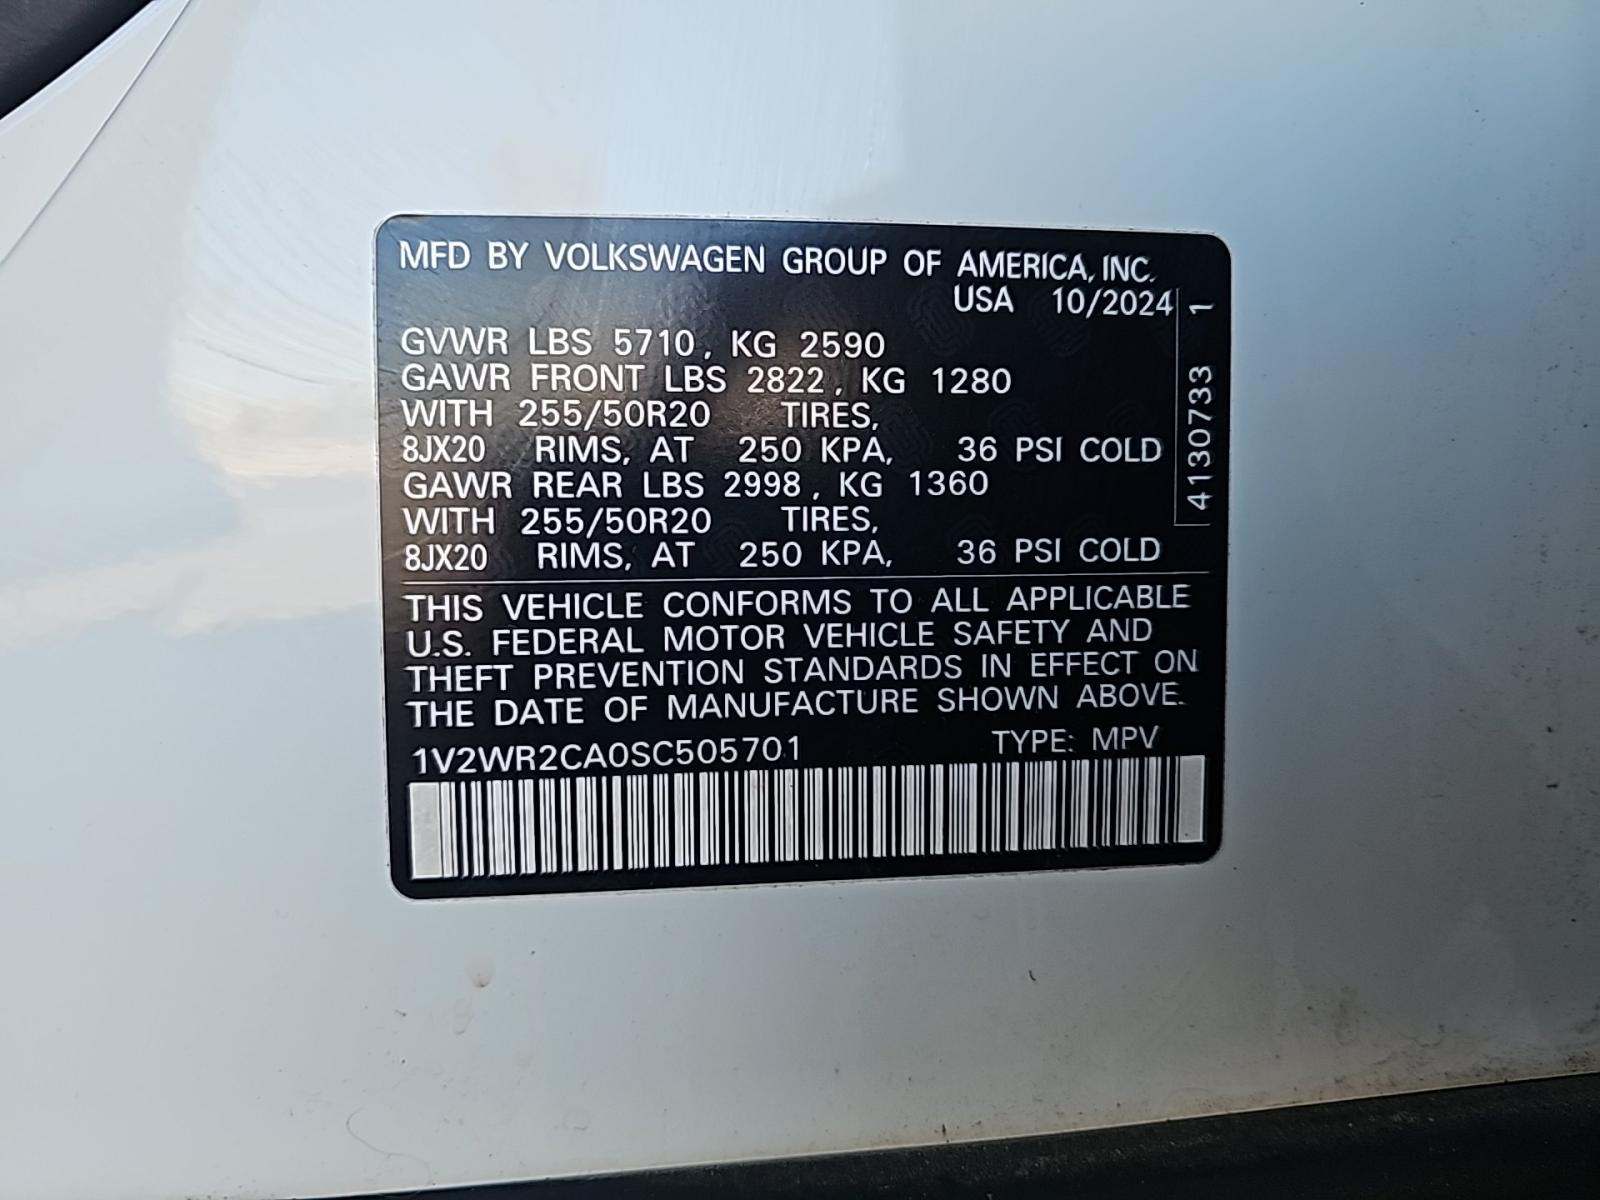 MFD BY VOLKSWAGEN GROUP OF AMERICA, INC.
USA 10/2024
GVWR LBS 5710, KG 2590
GAWR FRONT LBS 2822, KG 1280
WITH 255/50R20 TIRES,
8JX20 RIMS, AT 250 KPA, 36 PSI COLD
GAWR REAR LBS 2998, KG 1360
WITH 255/50R20 TIRES,
8JX20 RIMS, AT 250 KPA, 36 PSI COLD
4130733 1
THIS VEHICLE CONFORMS TO ALL APPLICABLE
U.S. FEDERAL MOTOR VEHICLE SAFETY AND
THEFT PREVENTION STANDARDS IN EFFECT ON
THE DATE OF MANUFACTURE SHOWN ABOVE.
1V2WR2CA0SC505701 TYPE: MPV